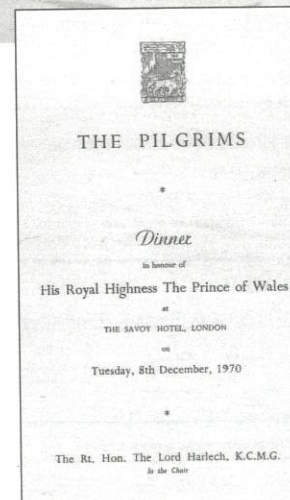 THE PILGRIMS
*
Dinner
in honour of
His Royal Highness The Prince of Wales
at
THE SAVOY HOTEL, LONDON
on
Tuesday, 8th December, 1970
*
The Rt. Hon. The Lord Harlech, K.C.M.G.
In the Chair